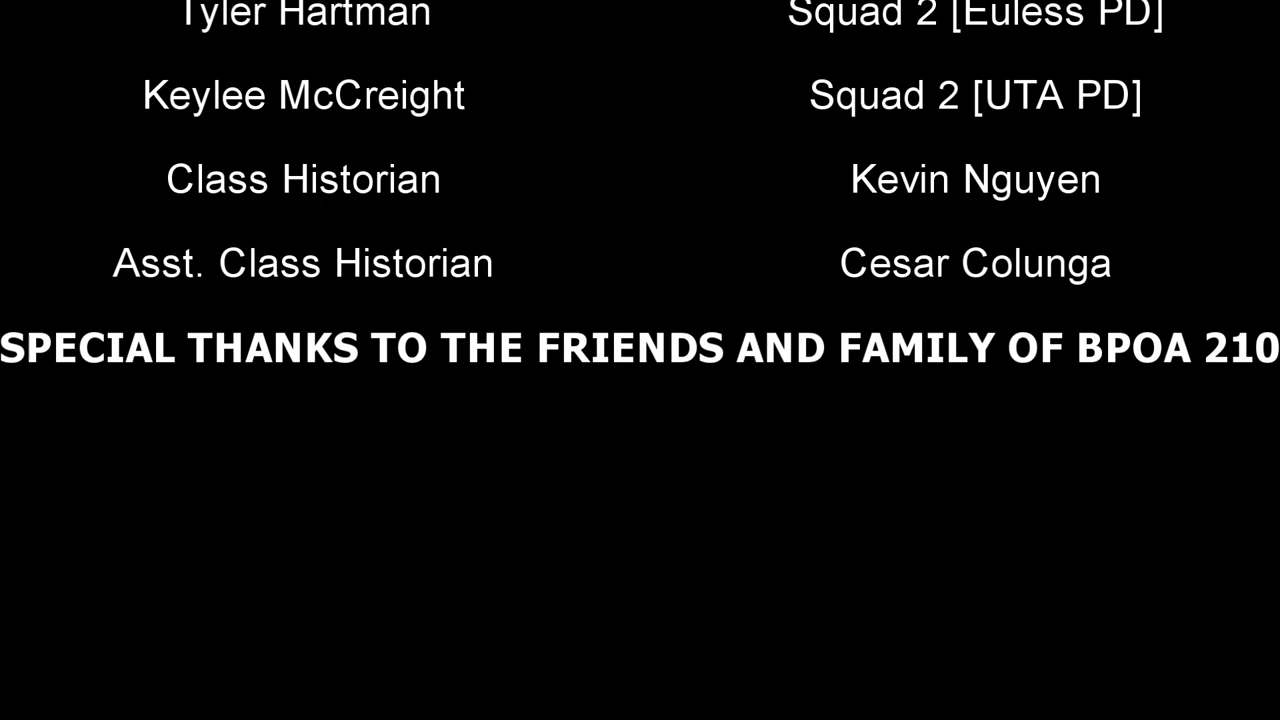 Tyler Hartman Squad 2 [Euless PD]
Keylee McCreight Squad 2 [UTA PD]
Class Historian Kevin Nguyen
Asst. Class Historian Cesar Colunga
SPECIAL THANKS TO THE FRIENDS AND FAMILY OF BPOA 210